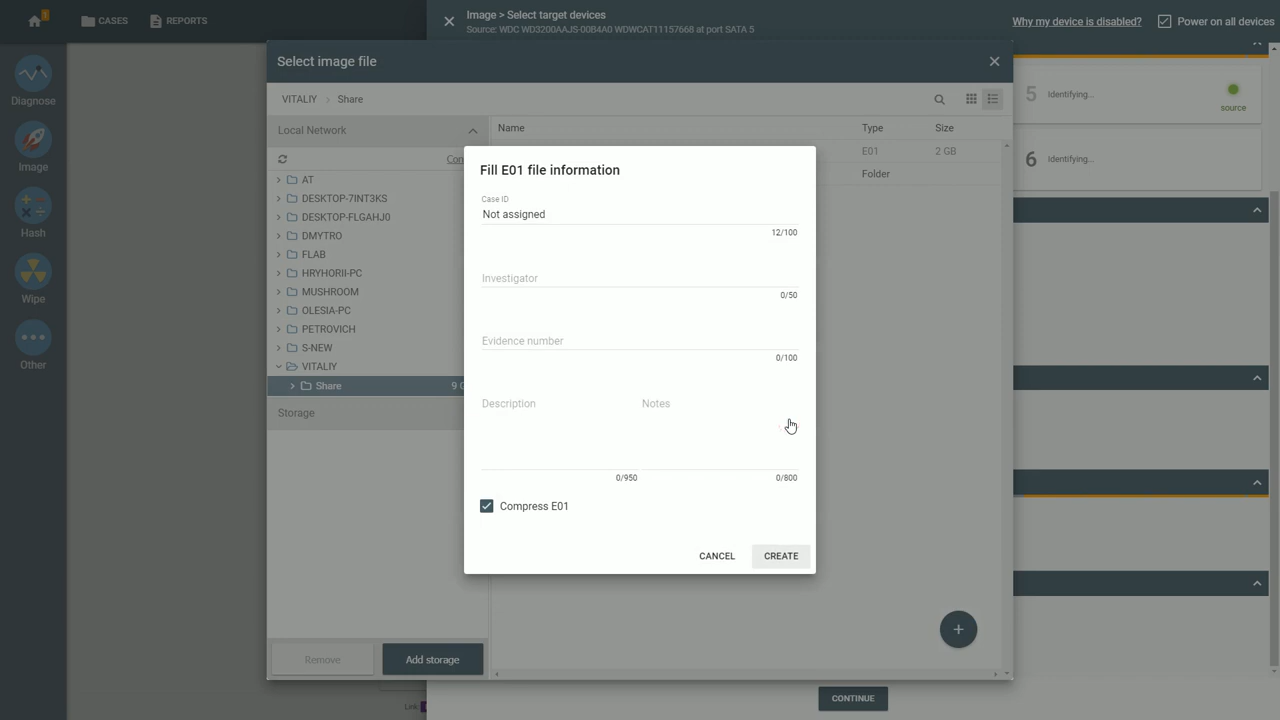 1
CASES
REPORTS
Image > Select target devices
Source: WDC WD3200AAJS-00B4A0 WDWCAT11157668 at port SATA 5
Why my device is disabled?
Power on all devices
Diagnose
Image
Hash
Wipe
Other
Select image file
VITALIY > Share
Local Network
Name
Type
Size
E01
2 GB
Folder
AT
DESKTOP-7INT3KS
DESKTOP-FLGAHJ0
DMYTRO
FLAB
HRYHORII-PC
MUSHROOM
OLESIA-PC
PETROVICH
S-NEW
VITALIY
Share
Storage
Remove
Add storage
Fill E01 file information
Case ID
Not assigned
12/100
Investigator
0/50
Evidence number
0/100
Description
Notes
0/950
0/800
Compress E01
CANCEL
CREATE
5
Identifying...
source
6
Identifying...
+
Link:
CONTINUE